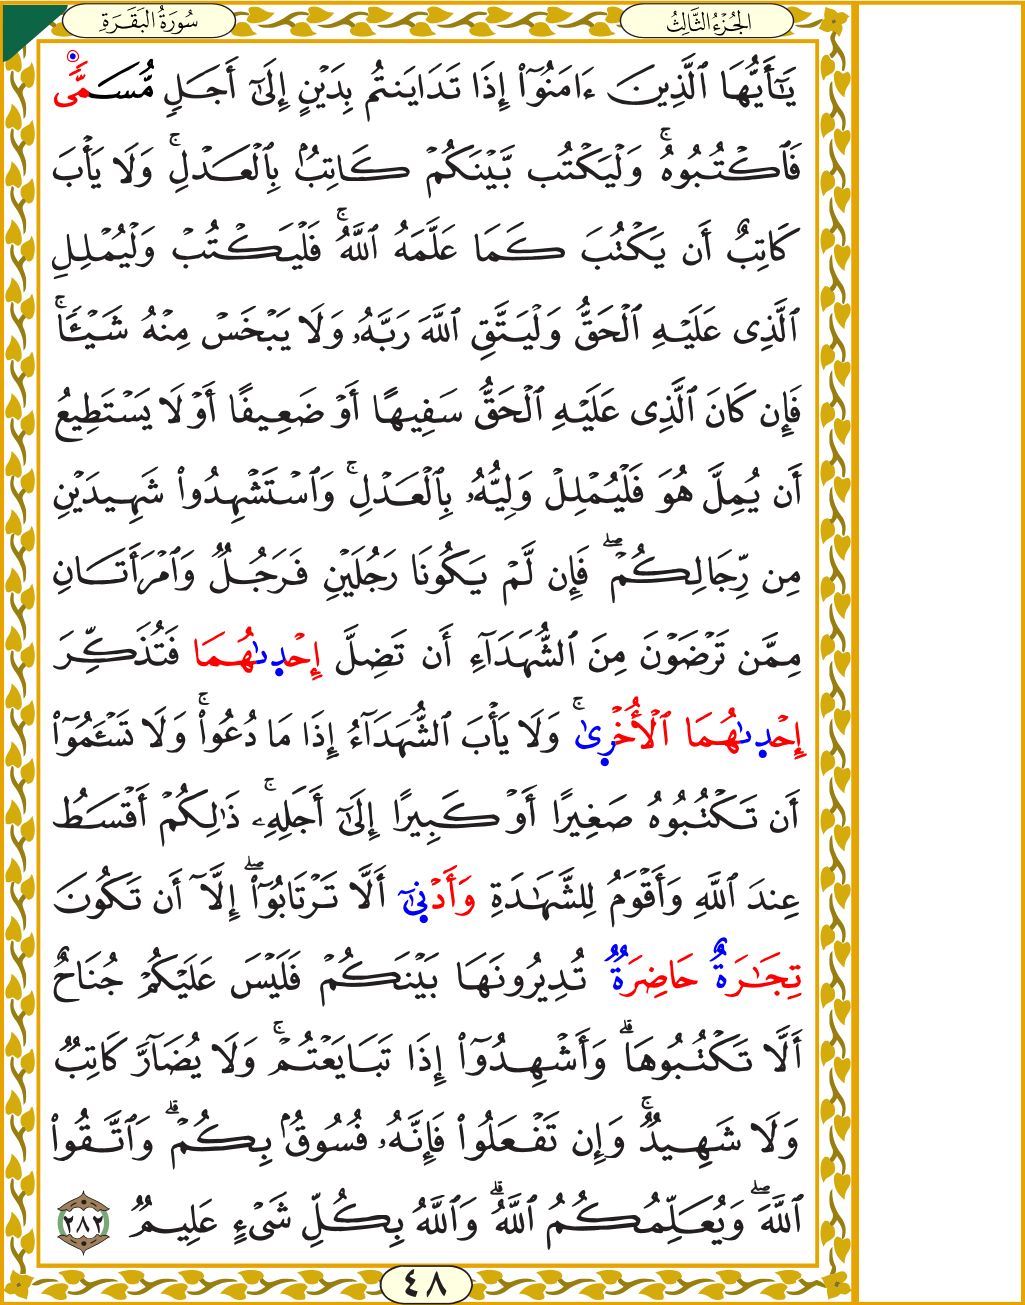 سُورَةُ الْبَقَرَةِ
الجُزْءُ الثَّالِثُ
يَٰٓأَيُّهَا ٱلَّذِينَ ءَامَنُوٓا۟ إِذَا تَدَايَنتُم بِدَيْنٍ إِلَىٰٓ أَجَلٍ مُّسَمًّى
فَٱكْتُبُوهُ ۚ وَلْيَكْتُب بَّيْنَكُمْ كَاتِبٌۢ بِٱلْعَدْلِ ۚ وَلَا يَأْبَ
كَاتِبٌ أَن يَكْتُبَ كَمَا عَلَّمَهُ ٱللَّهُ ۚ فَلْيَكْتُبْ وَلْيُمْلِلِ
ٱلَّذِى عَلَيْهِ ٱلْحَقُّ وَلْيَتَّقِ ٱللَّهَ رَبَّهُۥ وَلَا يَبْخَسْ مِنْهُ شَيْـًٔا ۚ
فَإِن كَانَ ٱلَّذِى عَلَيْهِ ٱلْحَقُّ سَفِيهًا أَوْ ضَعِيفًا أَوْ لَا يَسْتَطِيعُ
أَن يُمِلَّ هُوَ فَلْيُمْلِلْ وَلِيُّهُۥ بِٱلْعَدْلِ ۚ وَٱسْتَشْهِدُوا۟ شَهِيدَيْنِ
مِن رِّجَالِكُمْ ۖ فَإِن لَّمْ يَكُونَا رَجُلَيْنِ فَرَجُلٌ وَٱمْرَأَتَانِ
مِمَّن تَرْضَوْنَ مِنَ ٱلشُّهَدَآءِ أَن تَضِلَّ إِحْدِىٰهُمَا فَتُذَكِّرَ
إِحْدِىٰهُمَا ٱلْأُخْرِىٰ ۚ وَلَا يَأْبَ ٱلشُّهَدَآءُ إِذَا مَا دُعُوا۟ ۚ وَلَا تَسْـَٔمُوٓا۟
أَن تَكْتُبُوهُ صَغِيرًا أَوْ كَبِيرًا إِلَىٰٓ أَجَلِهِۦ ۚ ذَٰلِكُمْ أَقْسَطُ
عِندَ ٱللَّهِ وَأَقْوَمُ لِلشَّهَٰدَةِ وَأَدْنِىٰٓ أَلَّا تَرْتَابُوٓا۟ ۖ إِلَّآ أَن تَكُونَ
تِجَٰرَةٌ حَاضِرَةٌ تُدِيرُونَهَا بَيْنَكُمْ فَلَيْسَ عَلَيْكُمْ جُنَاحٌ
أَلَّا تَكْتُبُوهَا ۗ وَأَشْهِدُوٓا۟ إِذَا تَبَايَعْتُمْ ۚ وَلَا يُضَآرَّ كَاتِبٌ
وَلَا شَهِيدٌ ۚ وَإِن تَفْعَلُوا۟ فَإِنَّهُۥ فُسُوقٌۢ بِكُمْ ۗ وَٱتَّقُوا۟
ٱللَّهَ ۖ وَيُعَلِّمُكُمُ ٱللَّهُ ۗ وَٱللَّهُ بِكُلِّ شَىْءٍ عَلِيمٌ ٢٨٢
٤٨